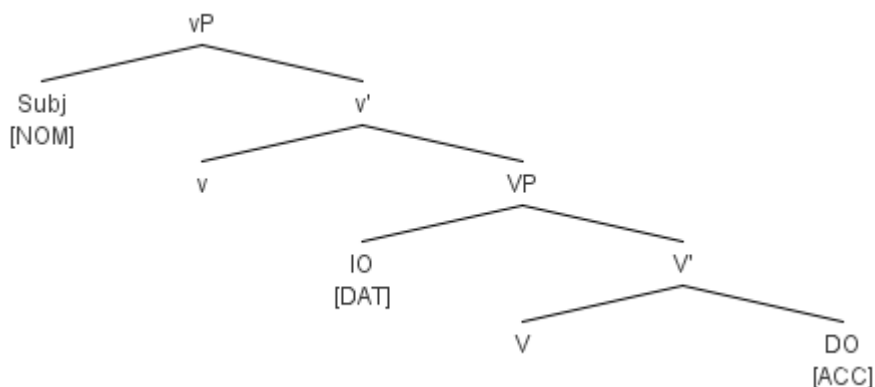 vP
Subj v'
[NOM]
v VP
IO V'
[DAT]
V DO
[ACC]